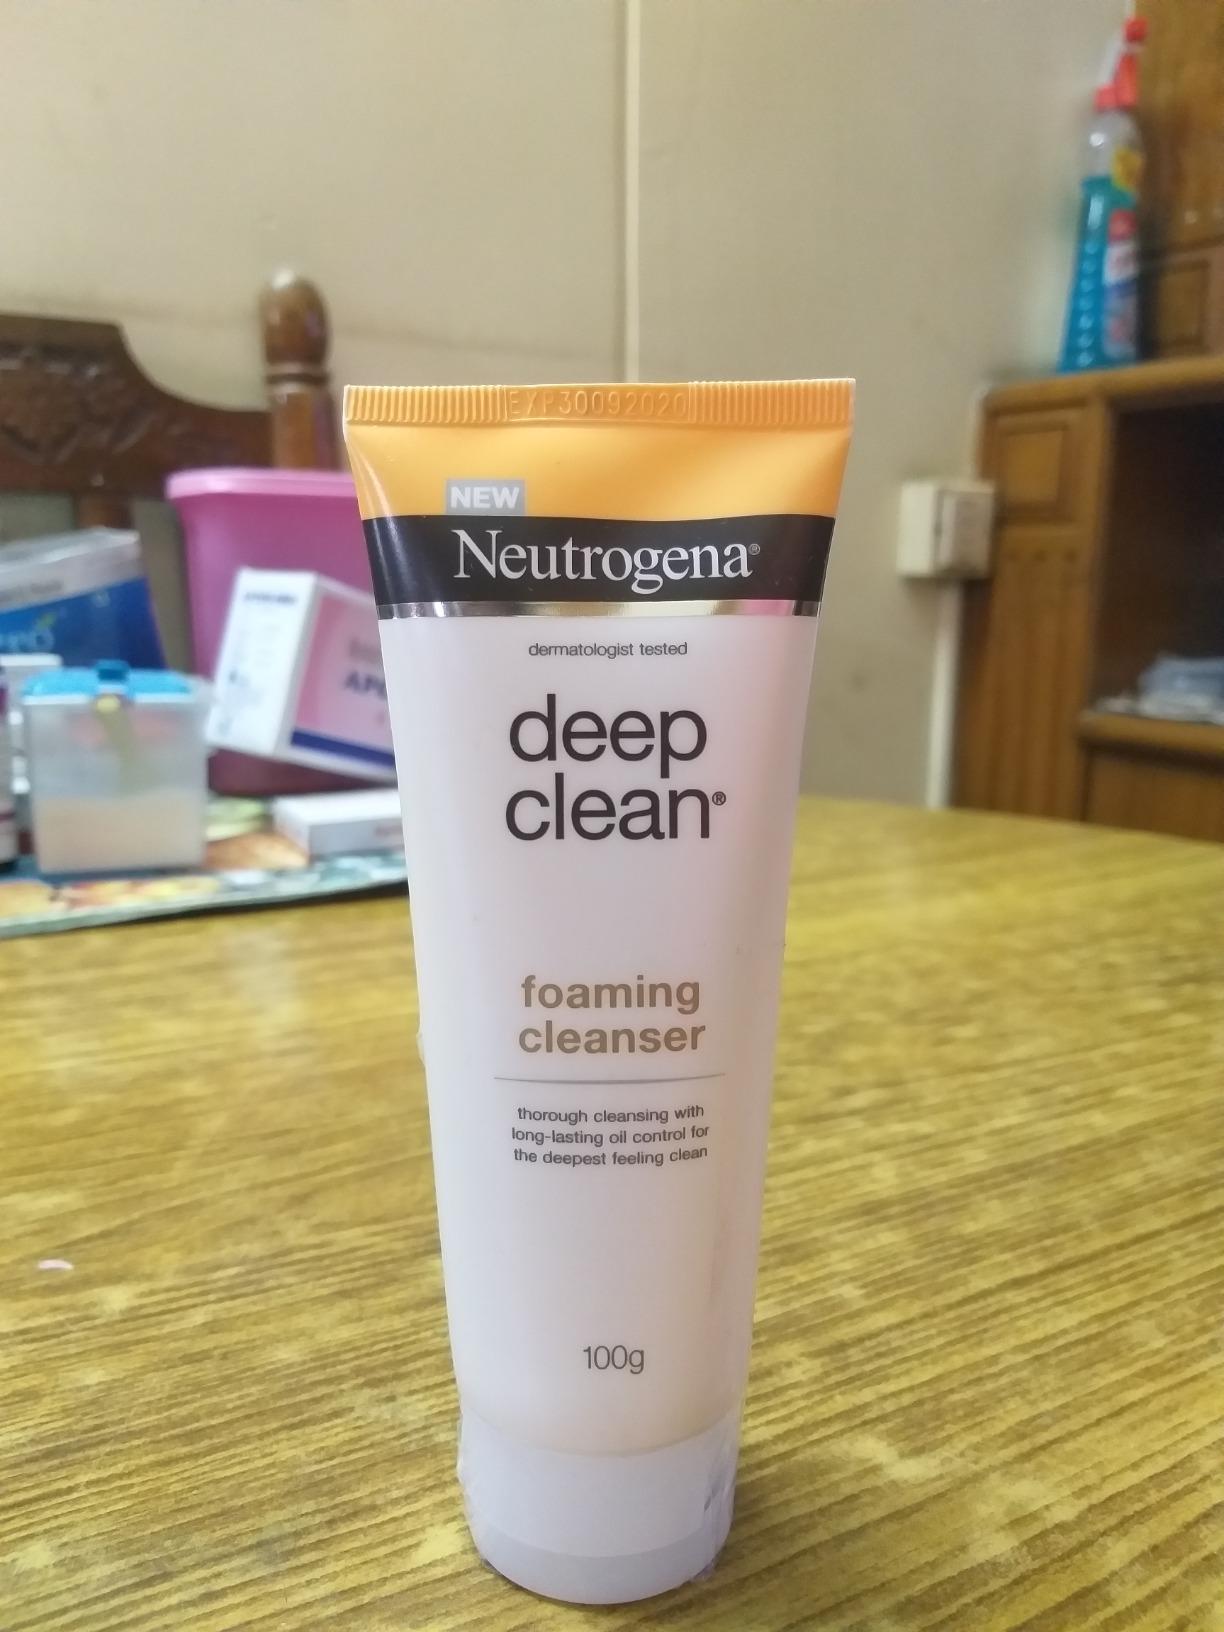 EXP30092020
NEW
Neutrogena®
dermatologist tested
deep
clean®
foaming
cleanser
thorough cleansing with
long-lasting oil control for
the deepest feeling clean
100g